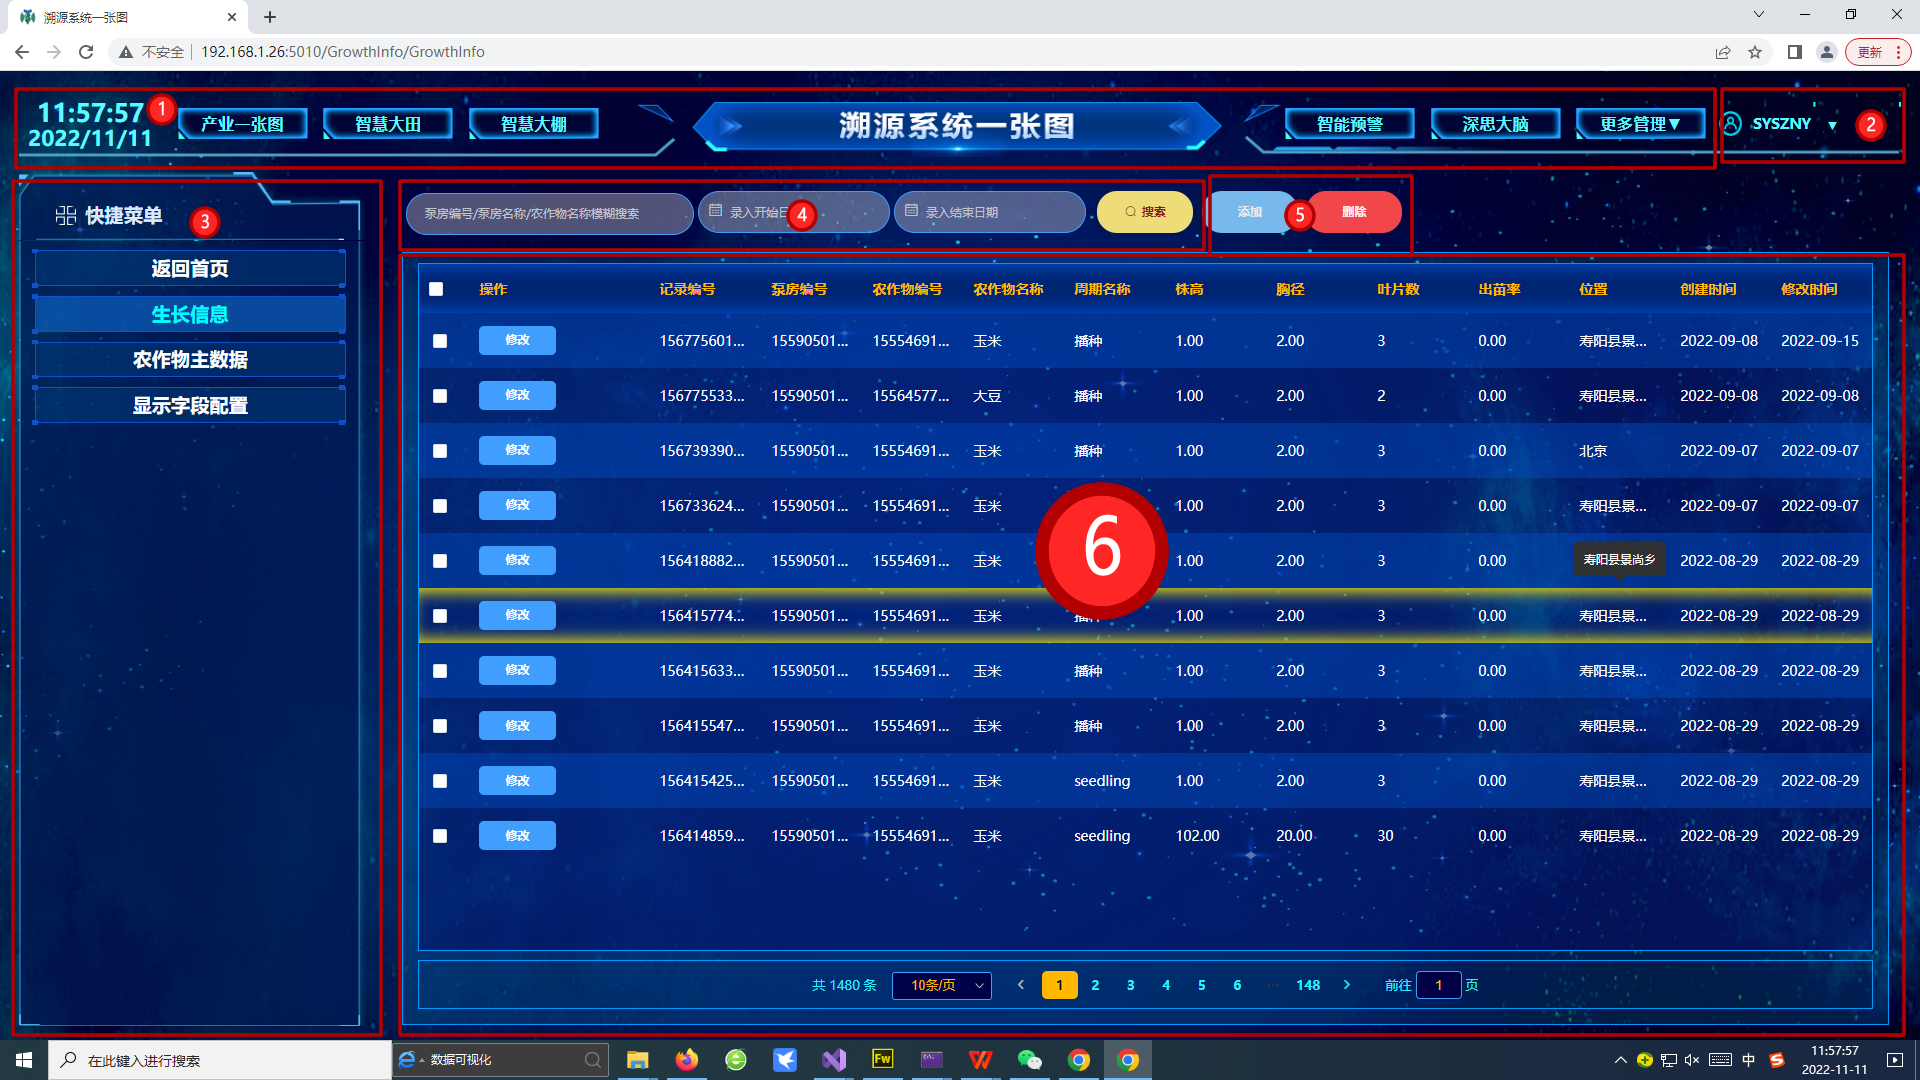 溯源系统一张图
不安全 192.168.1.26:5010/GrowthInfo/GrowthInfo
更新
11:57:57
2022/11/11
1
产业一张图
智慧大田
智慧大棚
溯源系统一张图
智能预警
深思大脑
更多管理▼
SYSZNY ▼
2
快捷菜单
3
返回首页
生长信息
农作物主数据
显示字段配置
泵房编号/泵房名称/农作物名称模糊搜索
录入开始日
4
录入结束日期
搜索
添加
5
删除
操作 记录编号 泵房编号 农作物编号 农作物名称 周期名称 株高 胸径 叶片数 出苗率 位置 创建时间 修改时间
修改 156775601... 15590501... 15554691... 玉米 播种 1.00 2.00 3 0.00 寿阳县景... 2022-09-08 2022-09-15
修改 156775533... 15590501... 15564577... 大豆 播种 1.00 2.00 2 0.00 寿阳县景... 2022-09-08 2022-09-08
修改 156739390... 15590501... 15554691... 玉米 播种 1.00 2.00 3 0.00 北京 2022-09-07 2022-09-07
修改 156733624... 15590501... 15554691... 玉米 1.00 2.00 3 0.00 寿阳县景... 2022-09-07 2022-09-07
6
修改 156418882... 15590501... 15554691... 玉米 1.00 2.00 3 0.00 寿阳县景尚乡 2022-08-29 2022-08-29
修改 156415774... 15590501... 15554691... 玉米 播种 1.00 2.00 3 0.00 寿阳县景... 2022-08-29 2022-08-29
修改 156415633... 15590501... 15554691... 玉米 播种 1.00 2.00 3 0.00 寿阳县景... 2022-08-29 2022-08-29
修改 156415547... 15590501... 15554691... 玉米 播种 1.00 2.00 3 0.00 寿阳县景... 2022-08-29 2022-08-29
修改 156415425... 15590501... 15554691... 玉米 seedling 1.00 2.00 3 0.00 寿阳县景... 2022-08-29 2022-08-29
修改 156414859... 15590501... 15554691... 玉米 seedling 102.00 20.00 30 0.00 寿阳县景... 2022-08-29 2022-08-29
共 1480 条 10条/页 1 2 3 4 5 6 ... 148 前往 1 页
在此键入进行搜索
数据可视化
Fw
中
11:57:57
2022-11-11